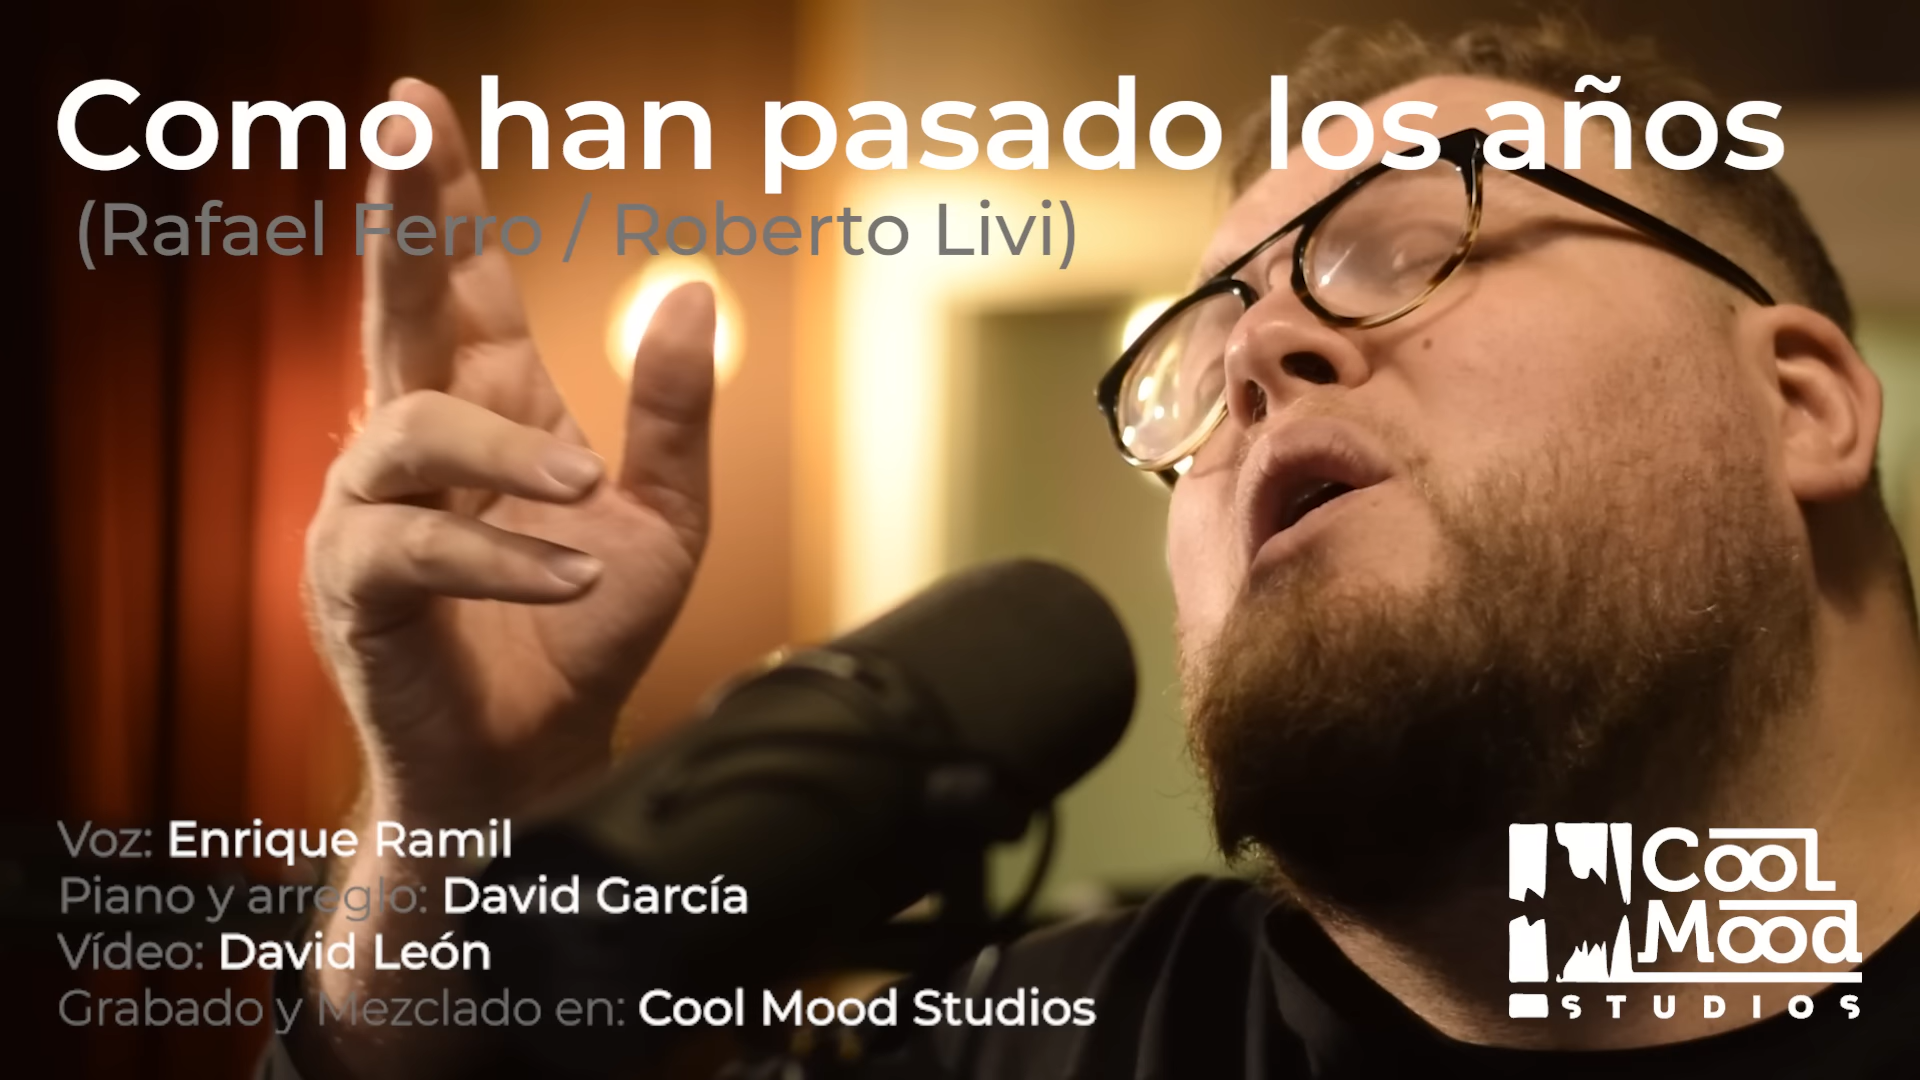 Como han pasado los años
(Rafael Ferro / Roberto Livi)
Voz: Enrique Ramil
Piano y arreglo: David García
Vídeo: David León
Grabado y Mezclado en: Cool Mood Studios
Cool
Mood
STUDIOS